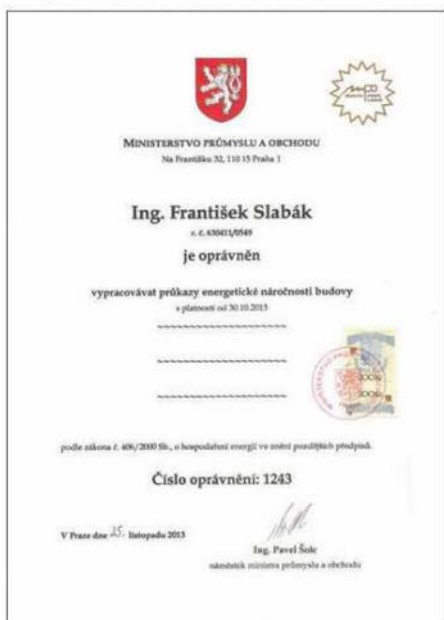 MINISTERSTVO PRŮMYSLU A OBCHODU
Na Františku 32, 110 15 Praha 1
Ing. František Slabák
r. č. 630411/0549
je oprávněn
vypracovávat průkazy energetické náročnosti budovy
s platností od 30.10.2013
podle zákona č. 406/2000 Sb., o hospodaření energií ve znění pozdějších předpisů.
Číslo oprávnění: 1243
V Praze dne 25. listopadu 2013
Ing. Pavel Šolc
náměstek ministra průmyslu a obchodu